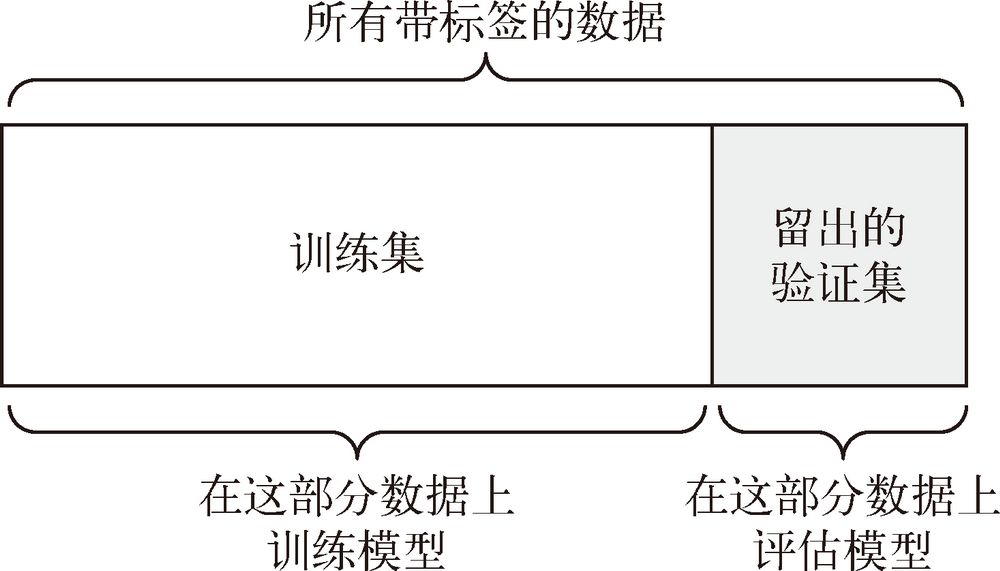 所有带标签的数据
训练集
留出的
验证集
在这部分数据上
训练模型
在这部分数据上
评估模型